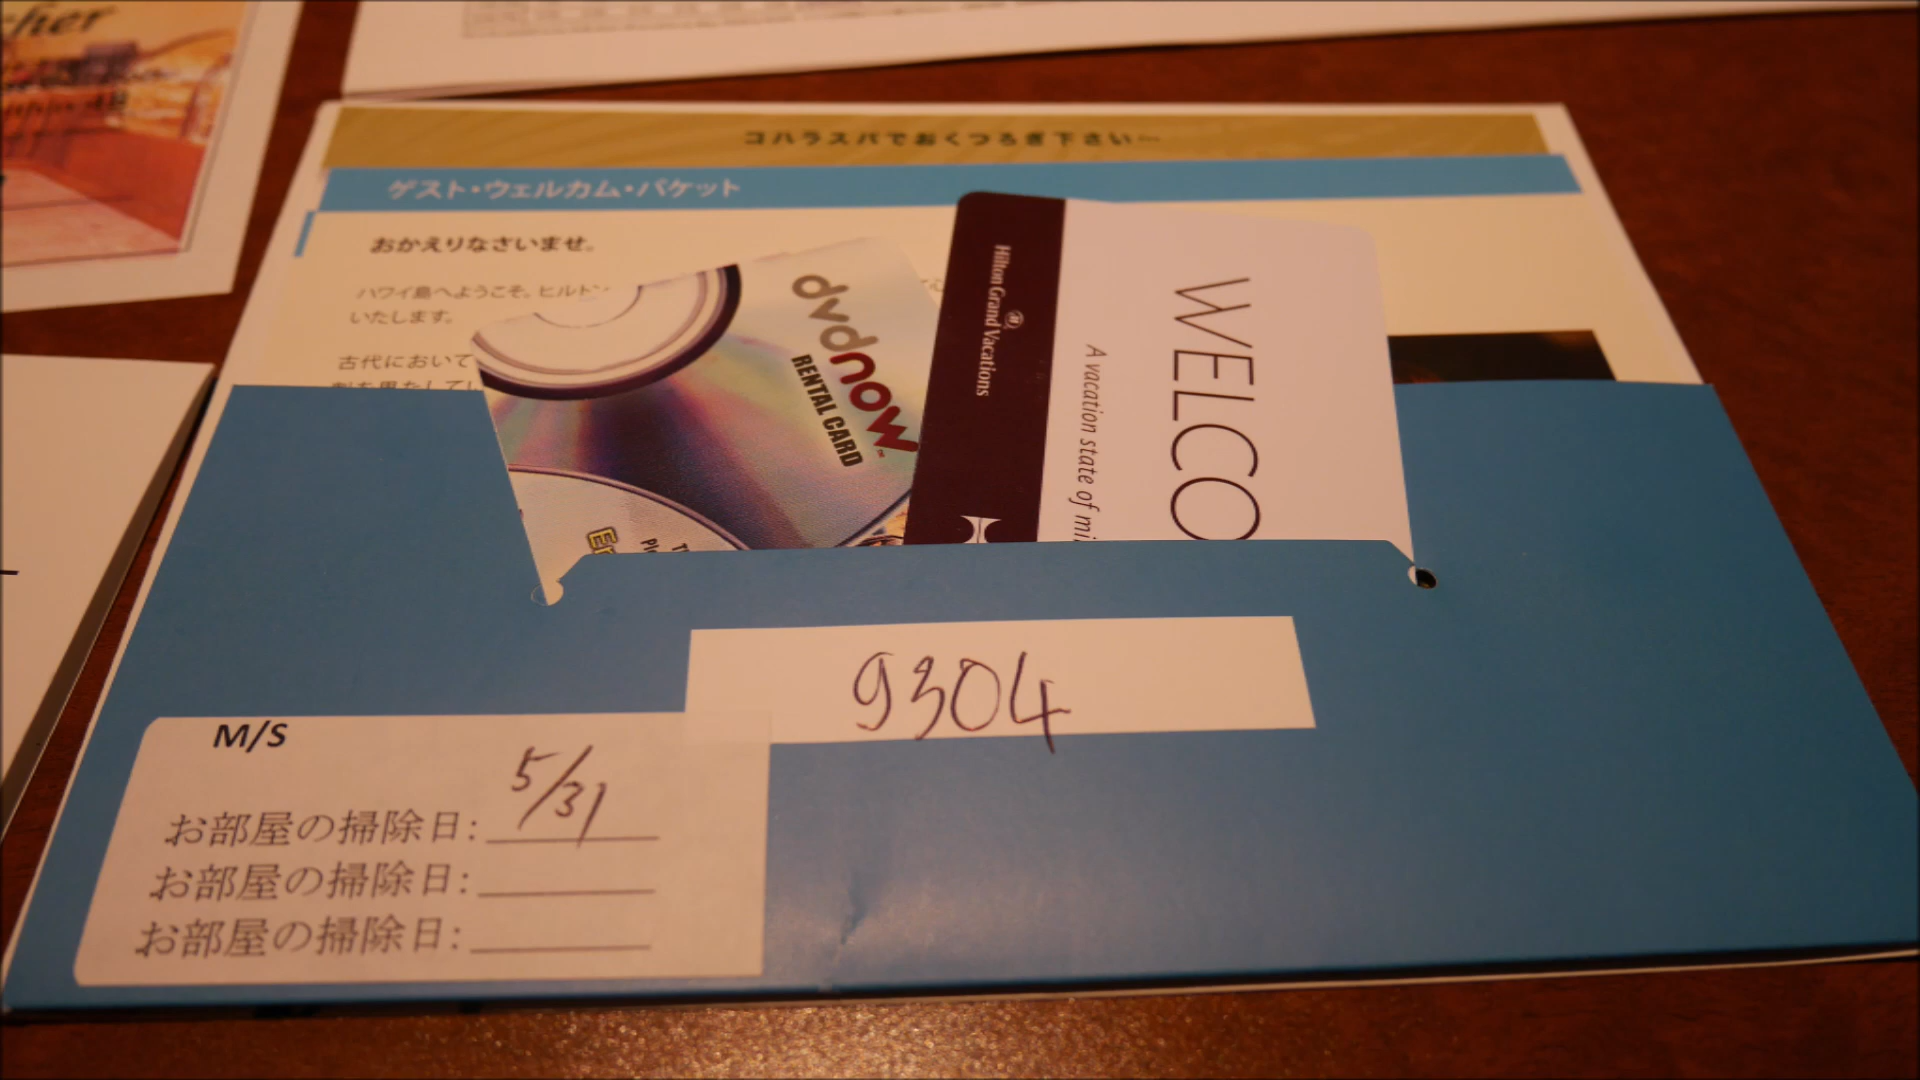 cher
コハラスパでおくつろぎ下さい
ゲスト・ウェルカム・パケット
おかえりなさいませ。
ハワイ島へようこそ。ヒルトン
いたします。
古代において
dvdnow™
RENTAL CARD
Hilton Grand Vacations
WELCO
A vacation state of mi
9304
M/S
お部屋の掃除日: 5/31
お部屋の掃除日:
お部屋の掃除日: